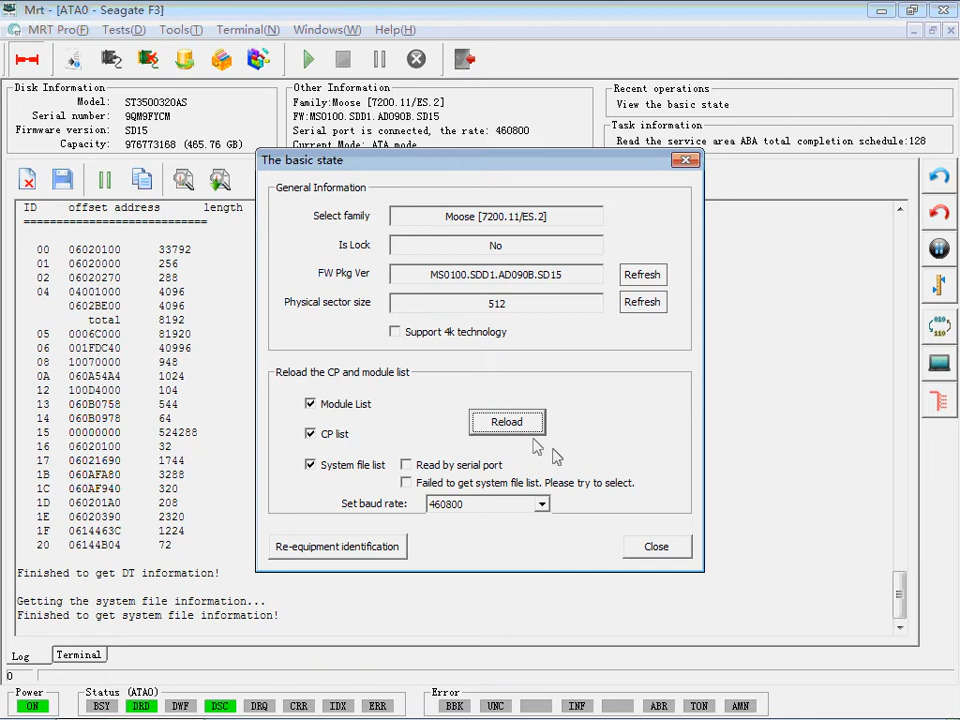 Mrt - [ATA0 - Seagate F3]
MRT Pro(F) Tests(D) Tools(T) Terminal(N) Windows(W) Help(H)
Disk Information
Model: ST3500320AS
Serial number: 9QM9FYCM
Firmware version: SD15
Capacity: 976773168 (465.76 GB)
Other Information
Family:Moose [7200.11/ES.2]
FW:MS0100.SDD1.AD090B.SD15
Serial port is connected, the rate: 460800
Current Mode: ATA mode
Recent operations
View the basic state
Task information
Read the service area ABA total completion schedule:128
ID offset address length
==========================
00 06020100 33792
01 06020000 256
02 06020270 288
04 04001000 4096
0602BE00 4096
total 8192
05 0006C000 81920
06 001FDC40 40996
08 10070000 948
0A 060A54A4 1024
12 100D4000 104
13 060B0758 544
14 060B0978 64
15 00000000 524288
16 06020100 32
17 06021690 1744
1B 060AFA80 3288
1C 060AF940 320
1D 060201A0 208
1E 06020390 2320
1F 0614463C 1224
20 06144B04 72
Finished to get DT information!
Getting the system file information...
Finished to get system file information!
The basic state
General Information
Select family Moose [7200.11/ES.2]
Is Lock No
FW Pkg Ver MS0100.SDD1.AD090B.SD15 Refresh
Physical sector size 512 Refresh
Support 4k technology
Reload the CP and module list
Module List
Reload
CP list
System file list Read by serial port
Failed to get system file list. Please try to select.
Set baud rate: 460800
Re-equipment identification Close
010
110
Log Terminal
0
Power
ON
Status (ATA0)
BSY DRD DWF DSC DRQ CRR IDX ERR
Error
BBK UNC INF ABR TON AMN